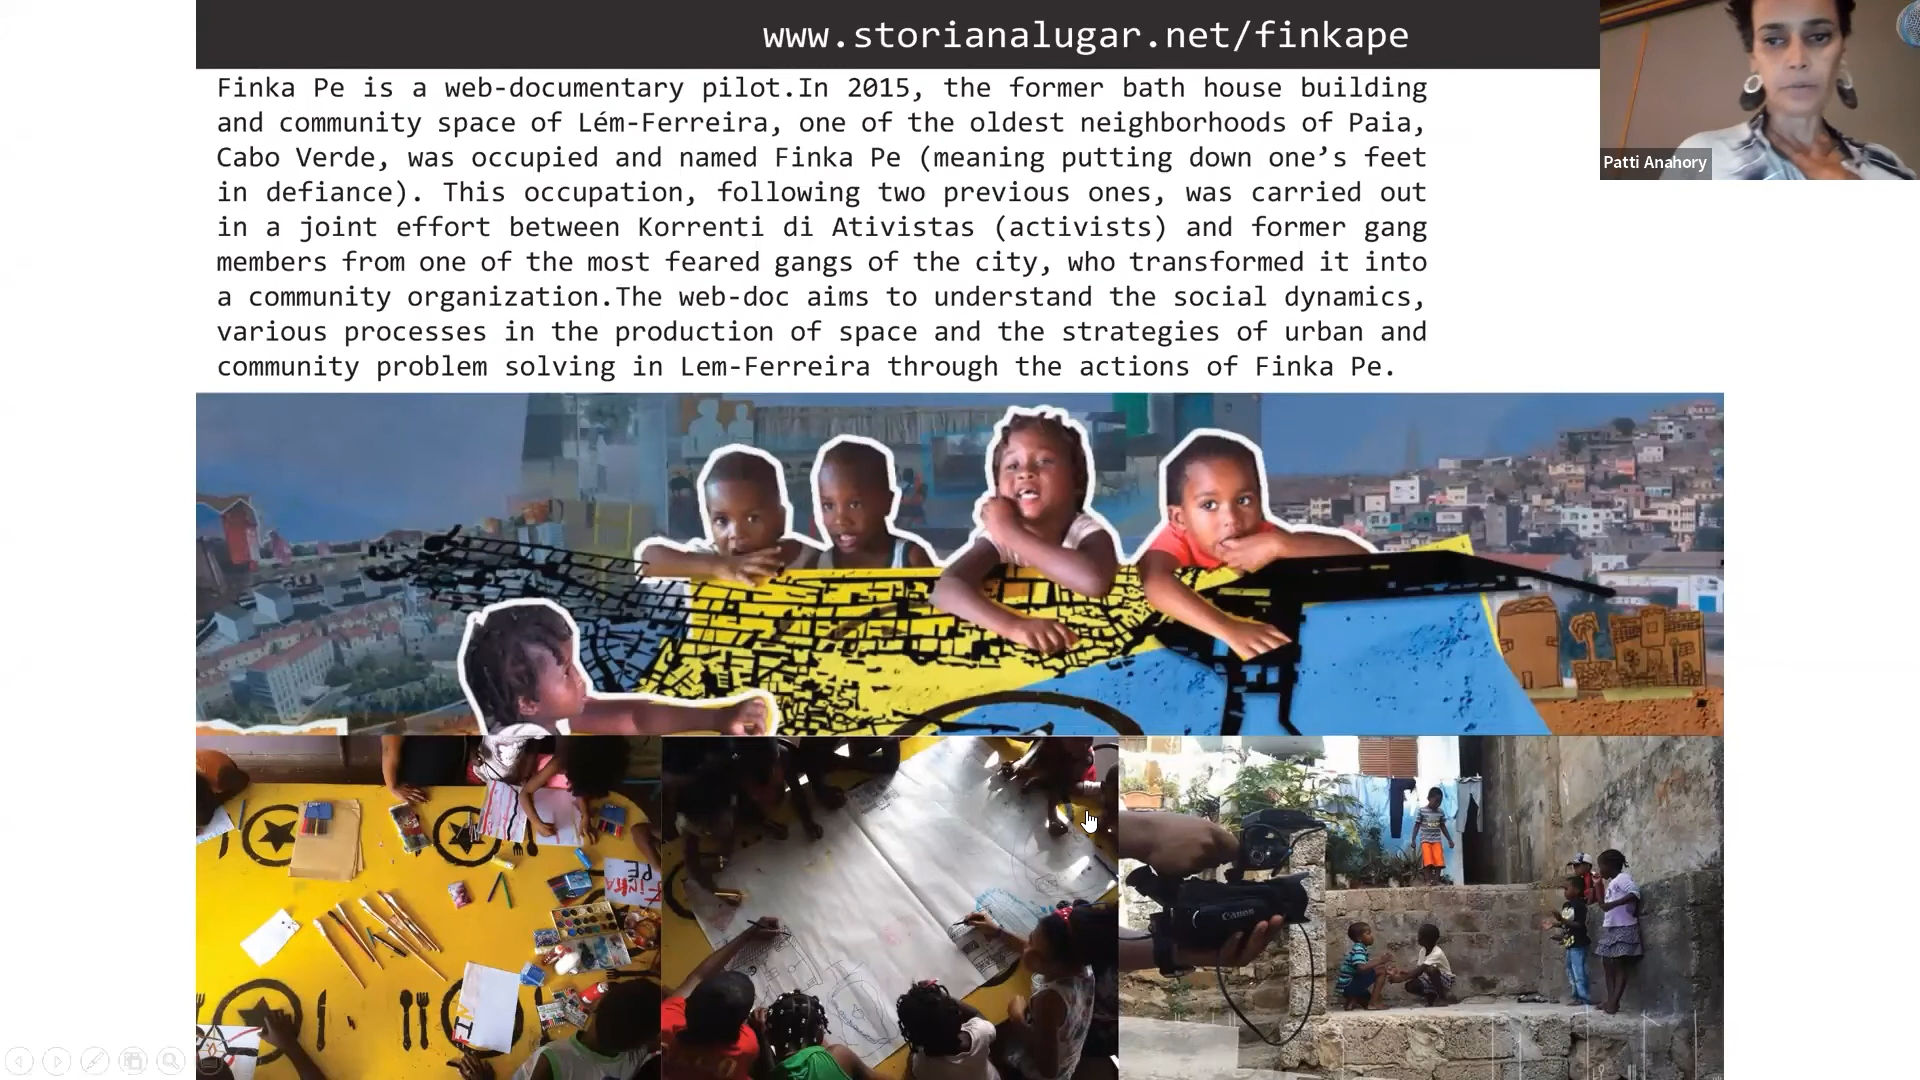 www.storianalugar.net/finkape
Finka Pe is a web-documentary pilot.In 2015, the former bath house building
and community space of Lém-Ferreira, one of the oldest neighborhoods of Paia,
Cabo Verde, was occupied and named Finka Pe (meaning putting down one’s feet
in defiance). This occupation, following two previous ones, was carried out
in a joint effort between Korrenti di Ativistas (activists) and former gang
members from one of the most feared gangs of the city, who transformed it into
a community organization.The web-doc aims to understand the social dynamics,
various processes in the production of space and the strategies of urban and
community problem solving in Lem-Ferreira through the actions of Finka Pe.
Patti Anahory
FiNKA
PÉ
Canon